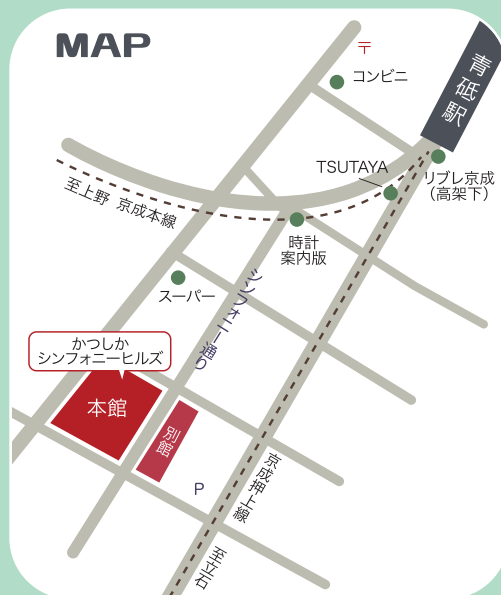 MAP
〒
コンビニ
青砥駅
TSUTAYA
リブレ京成
（高架下）
至上野 京成本線
時計
案内版
スーパー
シンフォニー通り
かつしか
シンフォニーヒルズ
本館
別館
P
京成押上線
至立石